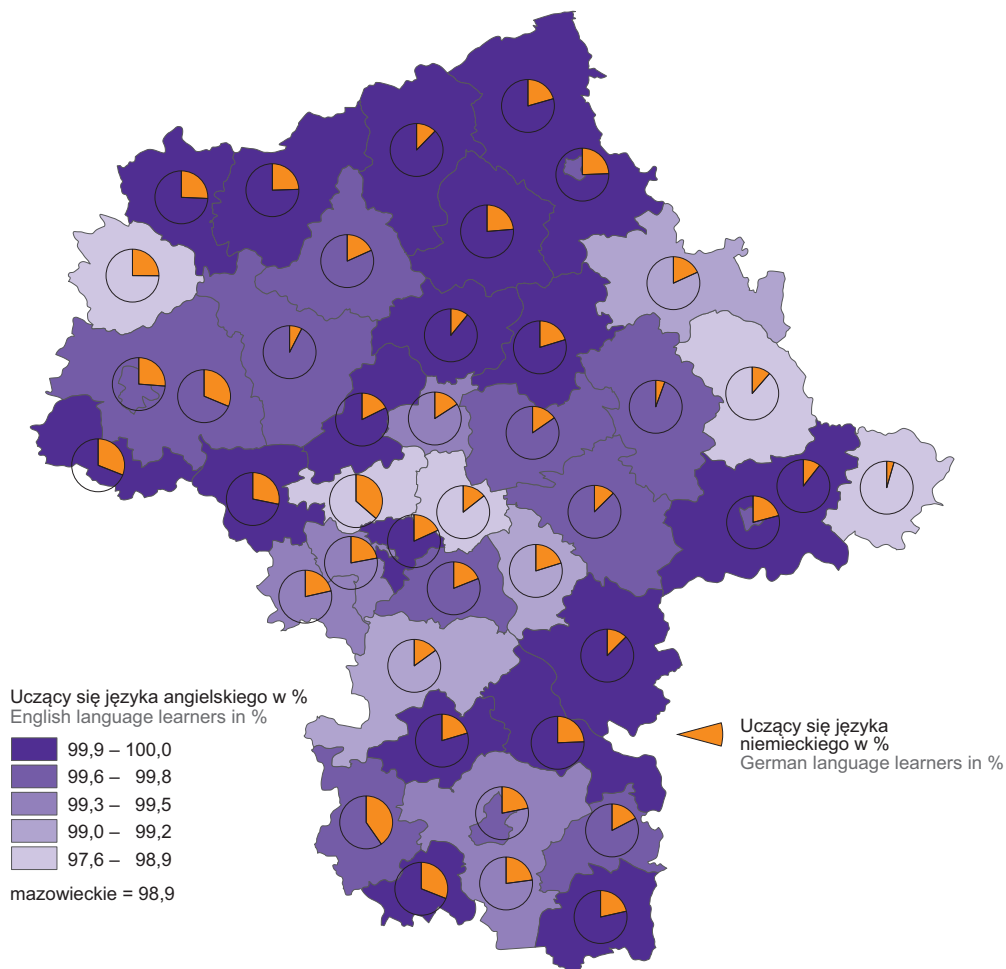 Uczący się języka angielskiego w %
English language learners in %
99,9 – 100,0
99,6 – 99,8
99,3 – 99,5
99,0 – 99,2
97,6 – 98,9
mazowieckie = 98,9
Uczący się języka
niemieckiego w %
German language learners in %